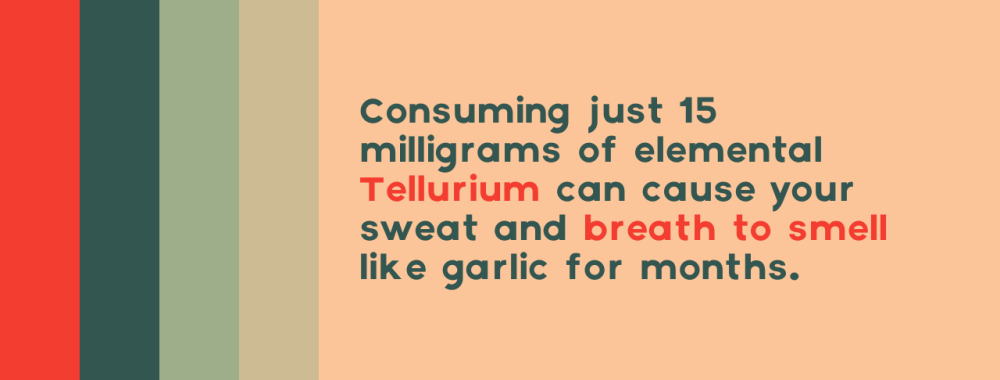 Consuming just 15
milligrams of elemental
Tellurium can cause your
sweat and breath to smell
like garlic for months.